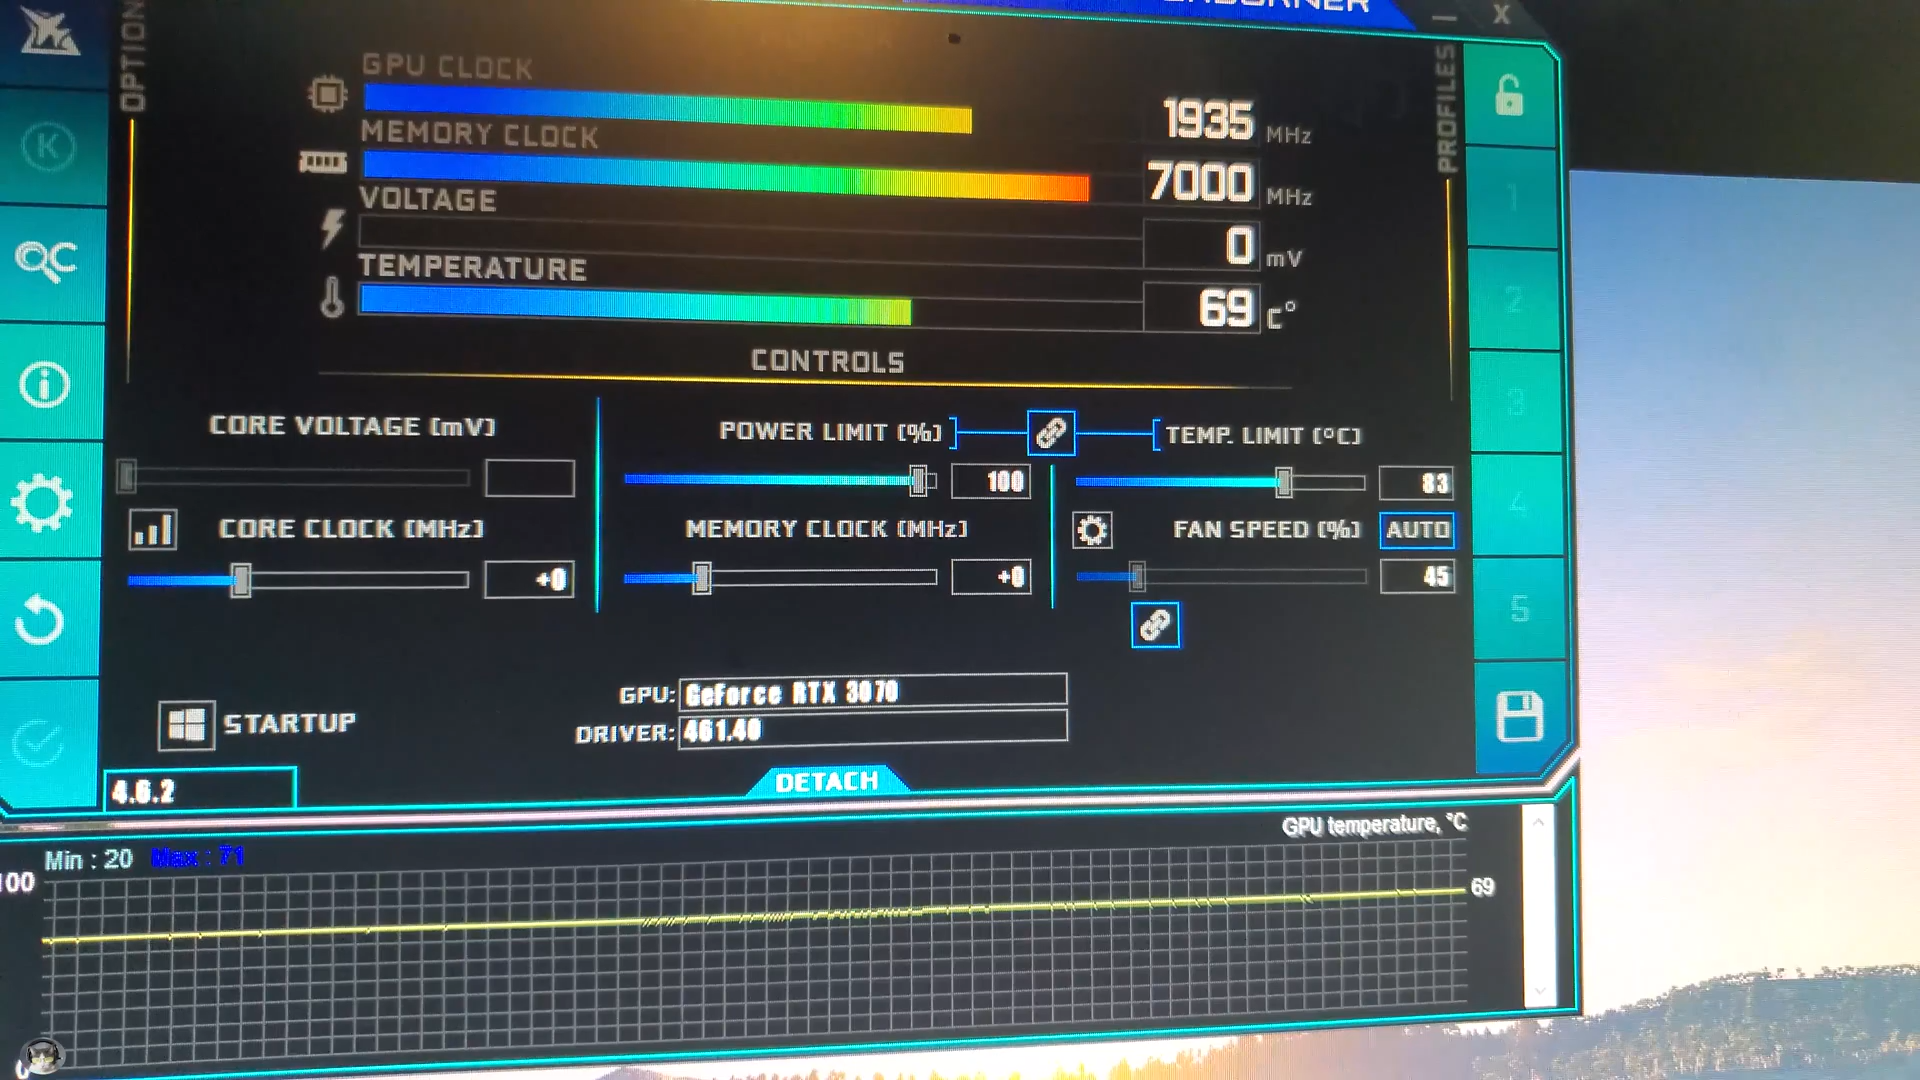 OPTION
GPU CLOCK
1935 MHz
MEMORY CLOCK
7000 MHz
VOLTAGE
0 mV
TEMPERATURE
69 C°
PROFILES
X
K
1
2
3
4
5
CONTROLS
CORE VOLTAGE (mV)
POWER LIMIT (%)
TEMP. LIMIT (°C)
100
83
CORE CLOCK (MHz)
MEMORY CLOCK (MHz)
FAN SPEED (%)
AUTO
+0
+0
45
GPU: GeForce RTX 3070
STARTUP
DRIVER: 461.40
4.6.2
DETACH
GPU temperature, °C
Min : 20 Max : 71
100
69